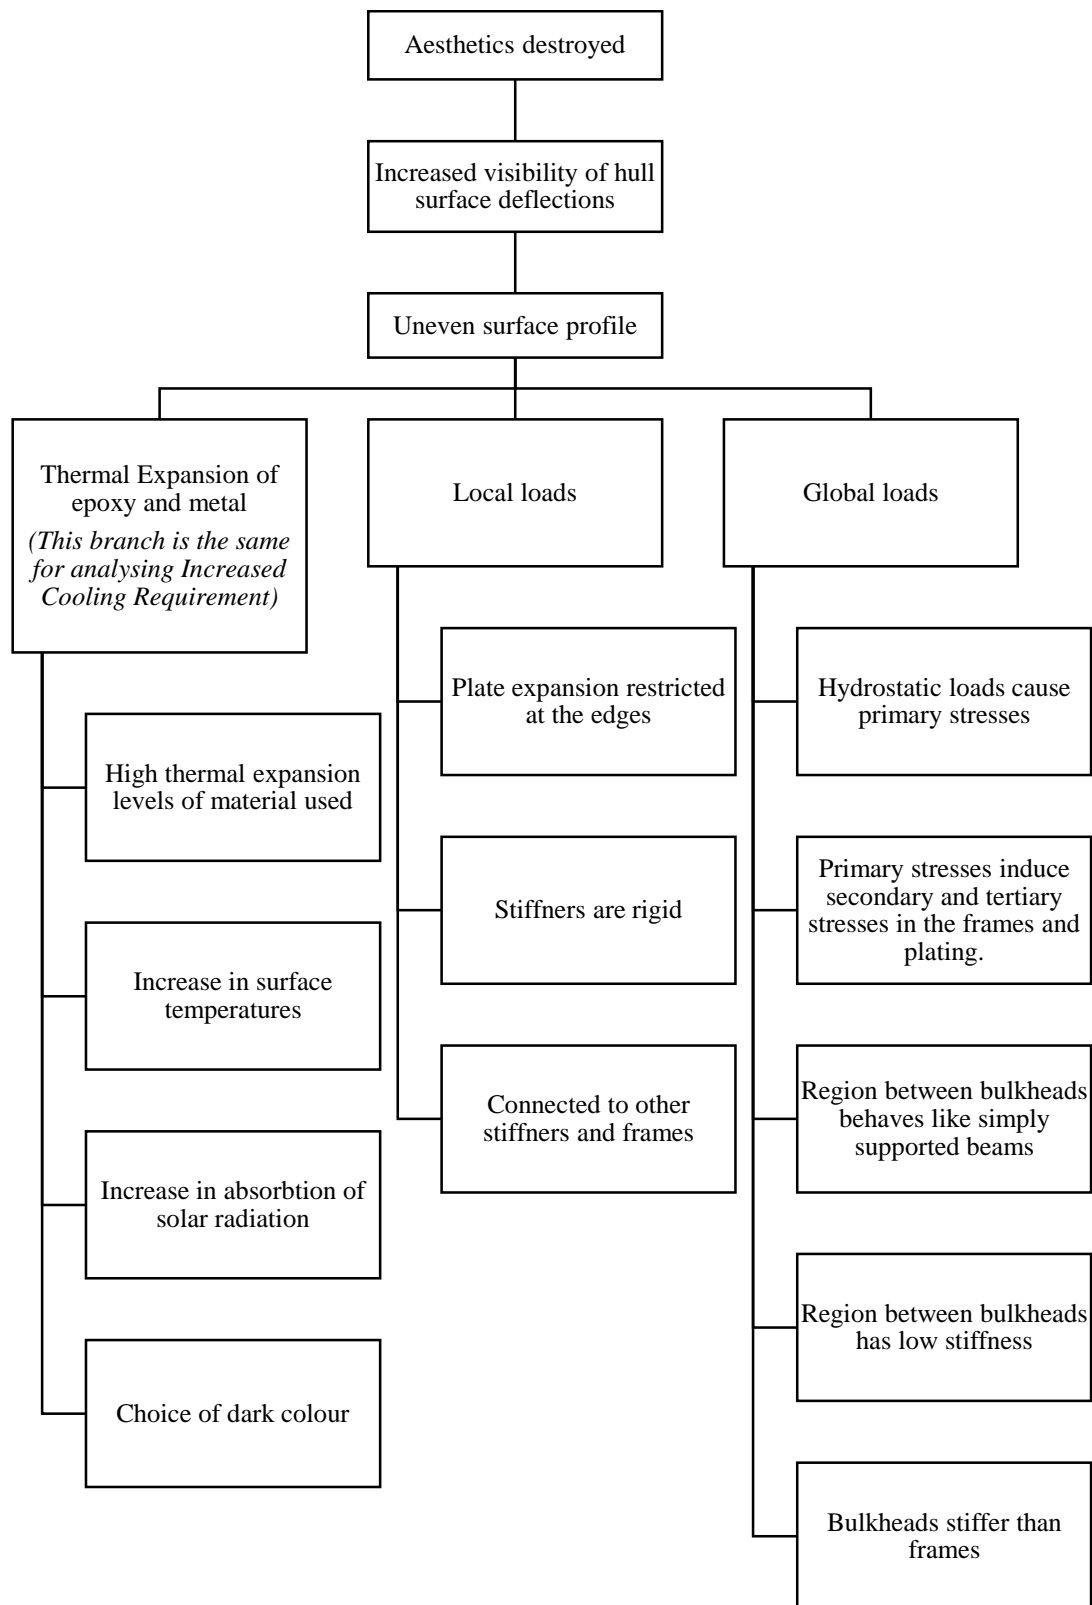 Aesthetics destroyed
Increased visibility of hull
surface deflections
Uneven surface profile
Thermal Expansion of
epoxy and metal
(This branch is the same
for analysing Increased
Cooling Requirement)
High thermal expansion
levels of material used
Increase in surface
temperatures
Increase in absorbtion of
solar radiation
Choice of dark colour
Local loads
Plate expansion restricted
at the edges
Stiffners are rigid
Connected to other
stiffners and frames
Global loads
Hydrostatic loads cause
primary stresses
Primary stresses induce
secondary and tertiary
stresses in the frames and
plating.
Region between bulkheads
behaves like simply
supported beams
Region between bulkheads
has low stiffness
Bulkheads stiffer than
frames